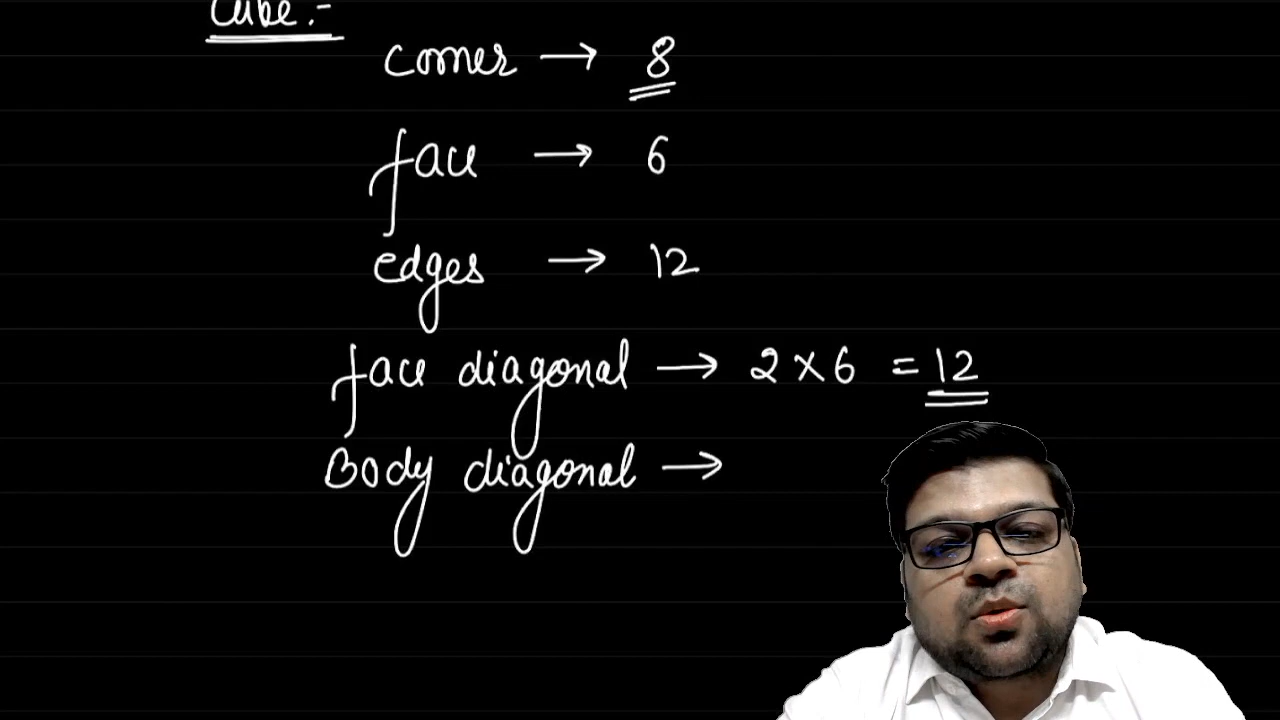 Cube:-
corner → 8
face → 6
edges → 12
face diagonal → 2 × 6 = 12
Body diagonal →